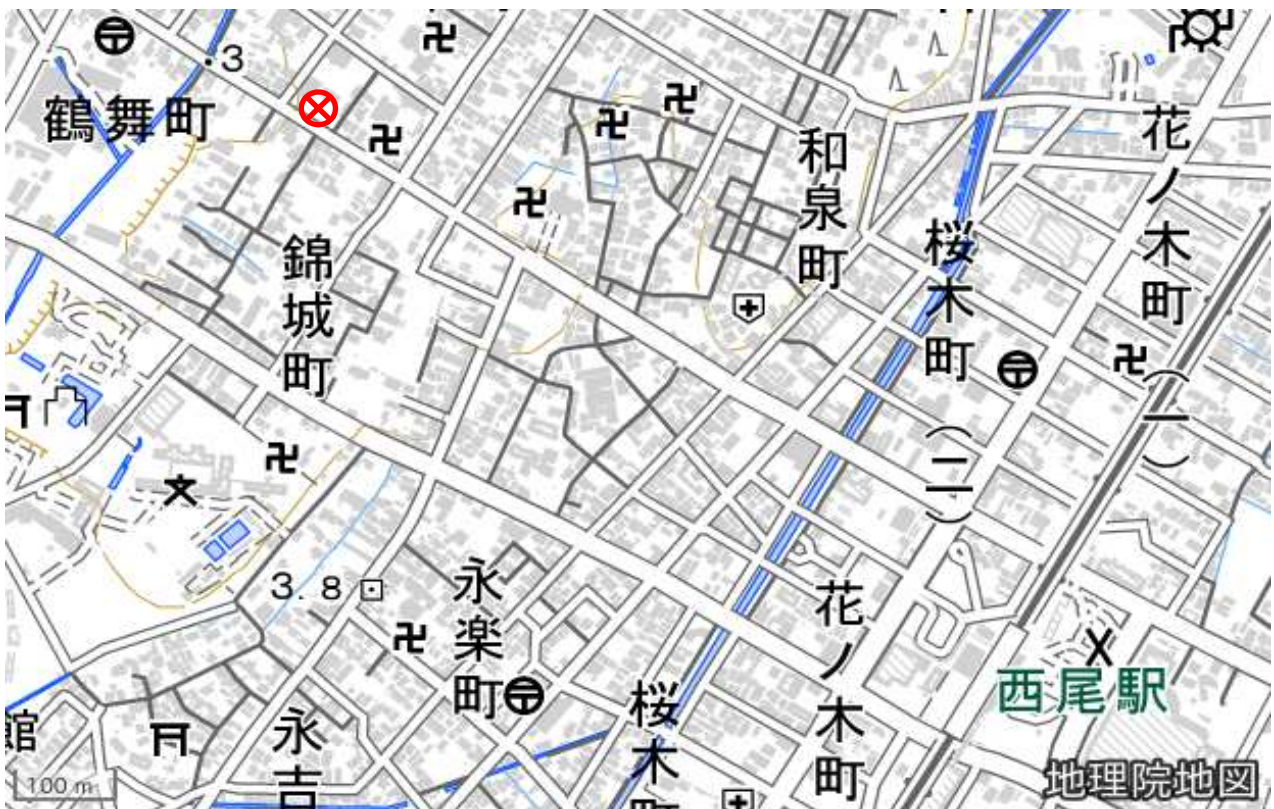 鶴舞町
.3
錦城町
和泉町
花ノ木町
(一)
桜木町
(二)
3.8
永楽町
花ノ木町
桜木町
西尾駅
館
永吉
100 m
地理院地図